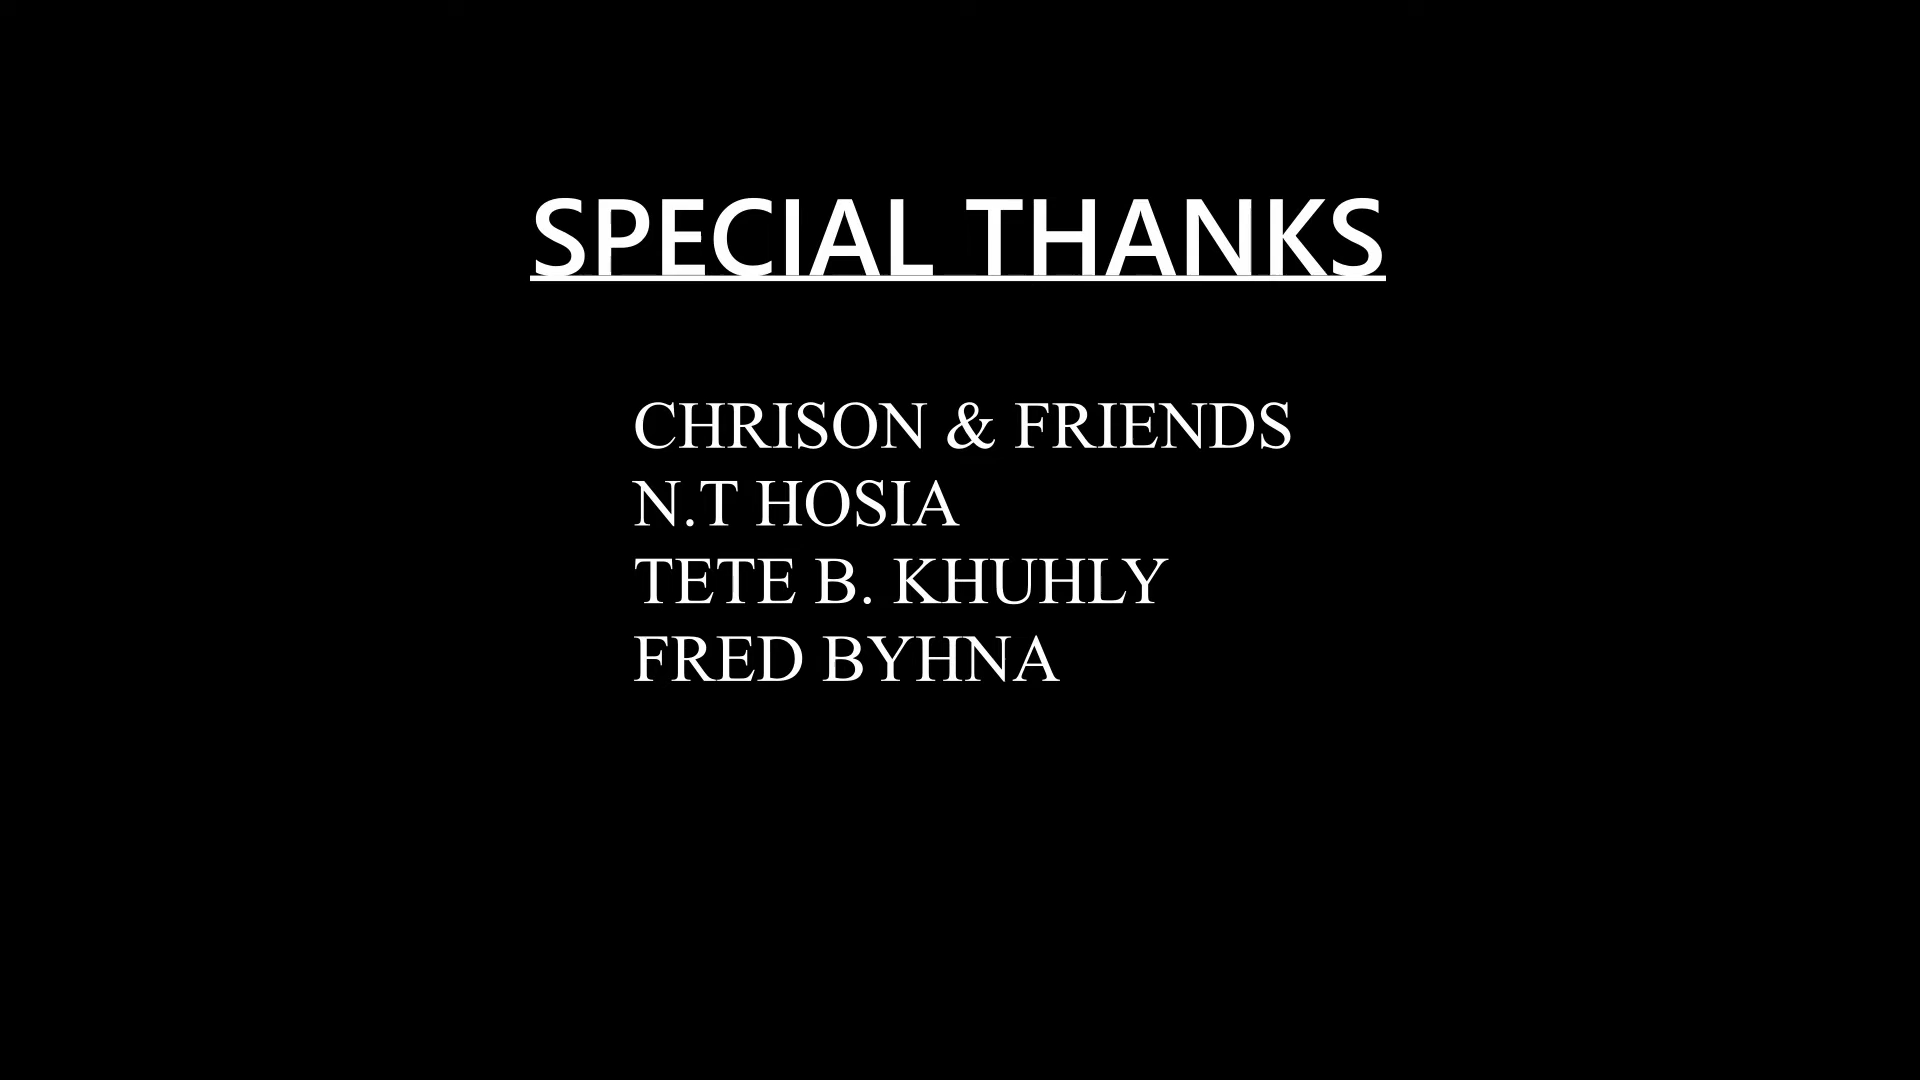 SPECIAL THANKS
CHRISON & FRIENDS
N.T HOSIA
TETE B. KHUHLY
FRED BYHNA